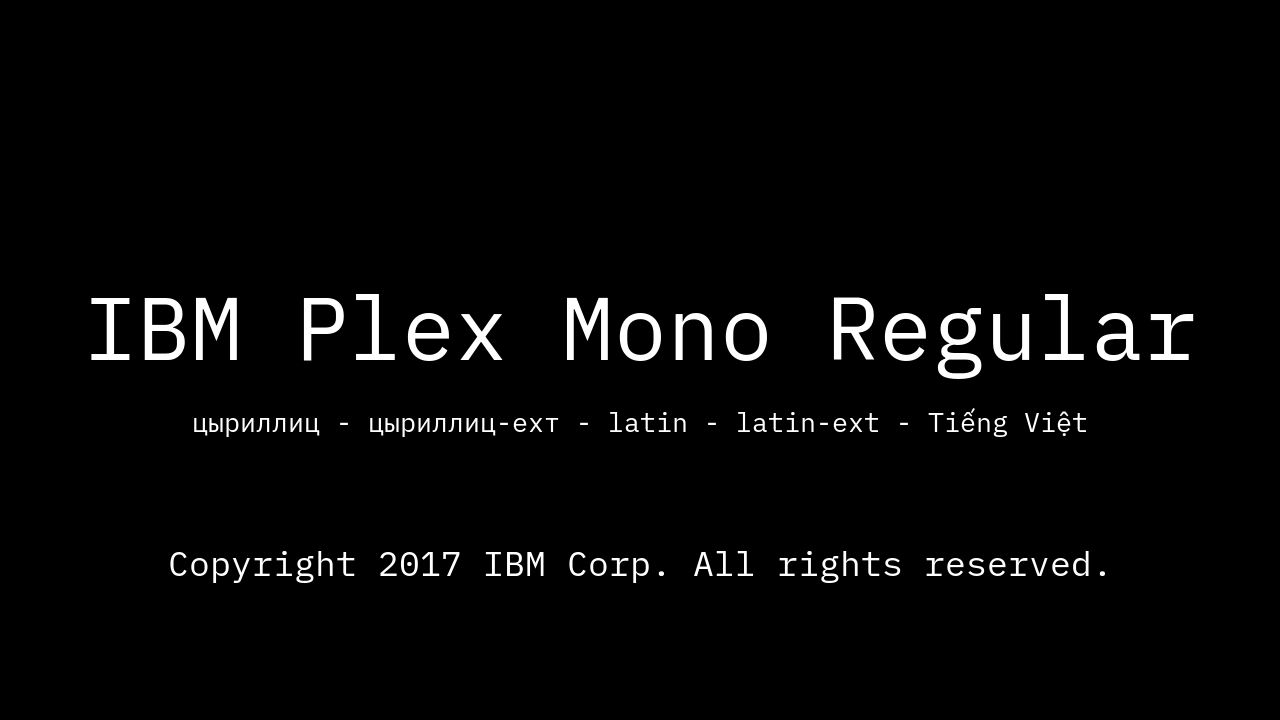 IBM Plex Mono Regular
цыриллиц - цыриллиц-ехт - latin - latin-ext - Tiếng Việt
Copyright 2017 IBM Corp. All rights reserved.